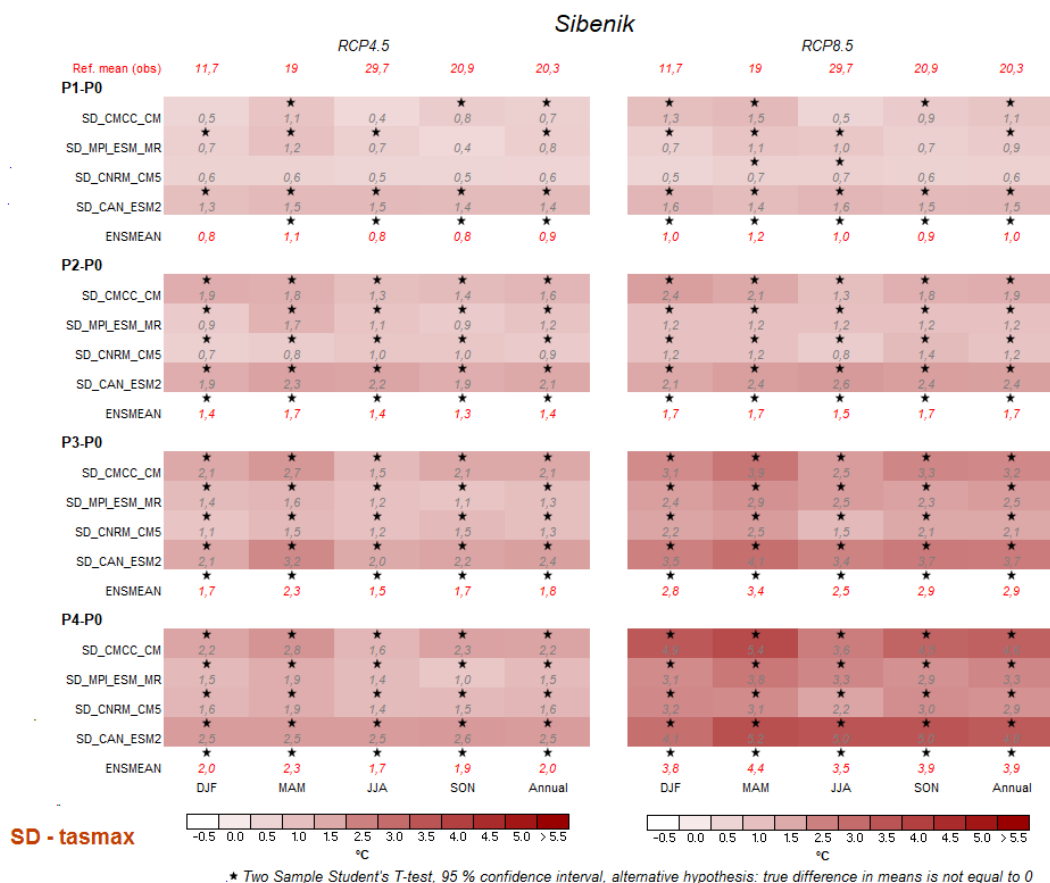 Sibenik
RCP4.5 RCP8.5
Ref. mean (obs) 11,7 19 29,7 20,9 20,3 11,7 19 29,7 20,9 20,3
P1-P0
SD_CMCC_CM 0,5 1,1 0,4 0,8 0,7 1,3 1,5 0,5 0,9 1,1
SD_MPI_ESM_MR 0,7 1,2 0,7 0,4 0,8 0,7 1,1 1,0 0,7 0,9
SD_CNRM_CM5 0,6 0,6 0,5 0,5 0,6 0,5 0,7 0,7 0,6 0,6
SD_CAN_ESM2 1,3 1,5 1,5 1,4 1,4 1,6 1,4 1,6 1,5 1,5
ENSMEAN 0,8 1,1 0,8 0,8 0,9 1,0 1,2 1,0 0,9 1,0
P2-P0
SD_CMCC_CM 1,9 1,8 1,3 1,4 1,6 2,4 2,1 1,3 1,8 1,9
SD_MPI_ESM_MR 0,9 1,7 1,1 0,9 1,2 1,2 1,2 1,2 1,2 1,2
SD_CNRM_CM5 0,7 0,8 1,0 1,0 0,9 1,2 1,2 0,8 1,4 1,2
SD_CAN_ESM2 1,9 2,3 2,2 1,9 2,1 2,1 2,4 2,6 2,4 2,4
ENSMEAN 1,4 1,7 1,4 1,3 1,4 1,7 1,7 1,5 1,7 1,7
P3-P0
SD_CMCC_CM 2,1 2,7 1,5 2,1 2,1 3,1 3,9 2,5 3,3 3,2
SD_MPI_ESM_MR 1,4 1,6 1,2 1,1 1,3 2,4 2,9 2,5 2,3 2,5
SD_CNRM_CM5 1,1 1,5 1,2 1,5 1,3 2,2 2,5 1,5 2,1 2,1
SD_CAN_ESM2 2,1 3,2 2,0 2,2 2,4 3,5 4,1 3,4 3,7 3,7
ENSMEAN 1,7 2,3 1,5 1,7 1,8 2,8 3,4 2,5 2,9 2,9
P4-P0
SD_CMCC_CM 2,2 2,8 1,6 2,3 2,2 3,9 5,4 3,6
SD_MPI_ESM_MR 1,5 1,9 1,4 1,0 1,5 3,1 3,8 3,3 2,9 3,3
SD_CNRM_CM5 1,6 1,9 1,4 1,5 1,6 3,2 3,1 2,2 3,0 2,9
SD_CAN_ESM2 2,5 2,5 2,5 2,6 2,5 4,1 5,2 5,0 5,0
ENSMEAN 2,0 2,3 1,7 1,9 2,0 3,8 4,4 3,5 3,9 3,9
DJF MAM JJA SON Annual DJF MAM JJA SON Annual
SD - tasmax
−0.5 0.0 0.5 1.0 1.5 2.5 3.0 3.5 4.0 4.5 5.0 >5.5 −0.5 0.0 0.5 1.0 1.5 2.5 3.0 3.5 4.0 4.5 5.0 >5.5
°C °C
★ Two Sample Student's T-test, 95 % confidence interval, alternative hypothesis: true difference in means is not equal to 0